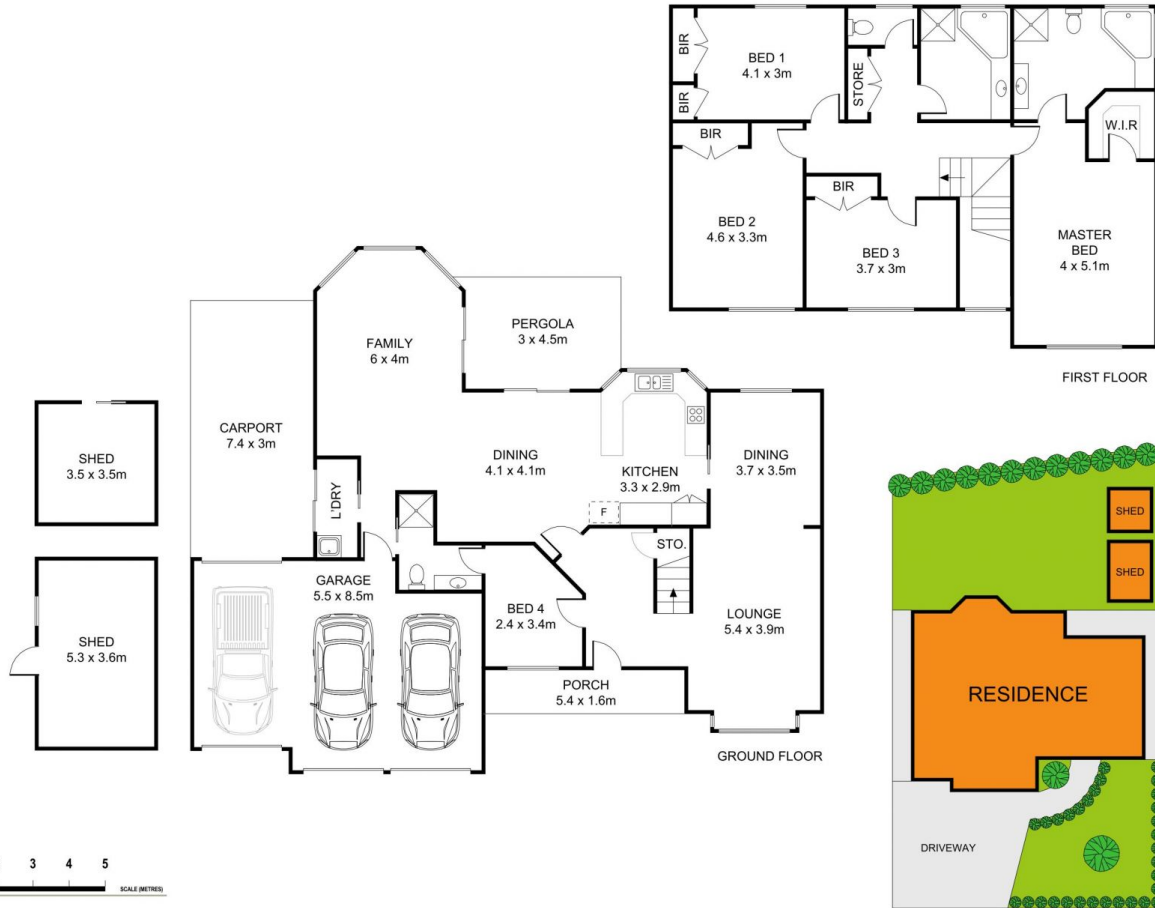 BIR
BED 1
4.1 x 3m
BIR
STORE
BIR
W.I.R
BED 2
4.6 x 3.3m
BIR
BED 3
3.7 x 3m
MASTER
BED
4 x 5.1m
FIRST FLOOR
FAMILY
6 x 4m
PERGOLA
3 x 4.5m
CARPORT
7.4 x 3m
SHED
3.5 x 3.5m
DINING
4.1 x 4.1m
KITCHEN
3.3 x 2.9m
DINING
3.7 x 3.5m
L'DRY
F
STO.
GARAGE
5.5 x 8.5m
BED 4
2.4 x 3.4m
LOUNGE
5.4 x 3.9m
SHED
5.3 x 3.6m
PORCH
5.4 x 1.6m
GROUND FLOOR
SHED
SHED
RESIDENCE
DRIVEWAY
3 4 5
SCALE (METRES)